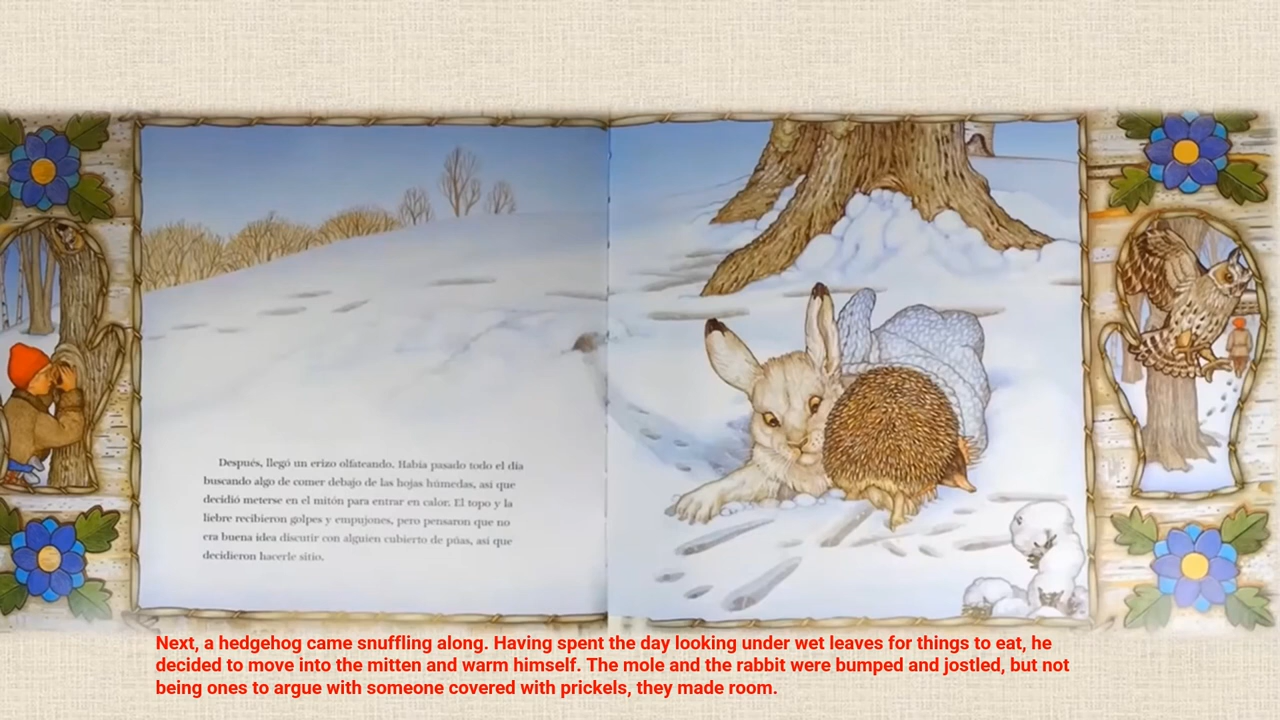 Después, llegó un erizo olfateando. Había pasado todo el día
buscando algo de comer debajo de las hojas húmedas, así que
decidió meterse en el mitón para entrar en calor. El topo y la
liebre recibieron golpes y empujones, pero pensaron que no
era buena idea discutir con alguien cubierto de púas, así que
decidieron hacerle sitio.
Next, a hedgehog came snuffling along. Having spent the day looking under wet leaves for things to eat, he
decided to move into the mitten and warm himself. The mole and the rabbit were bumped and jostled, but not
being ones to argue with someone covered with prickels, they made room.